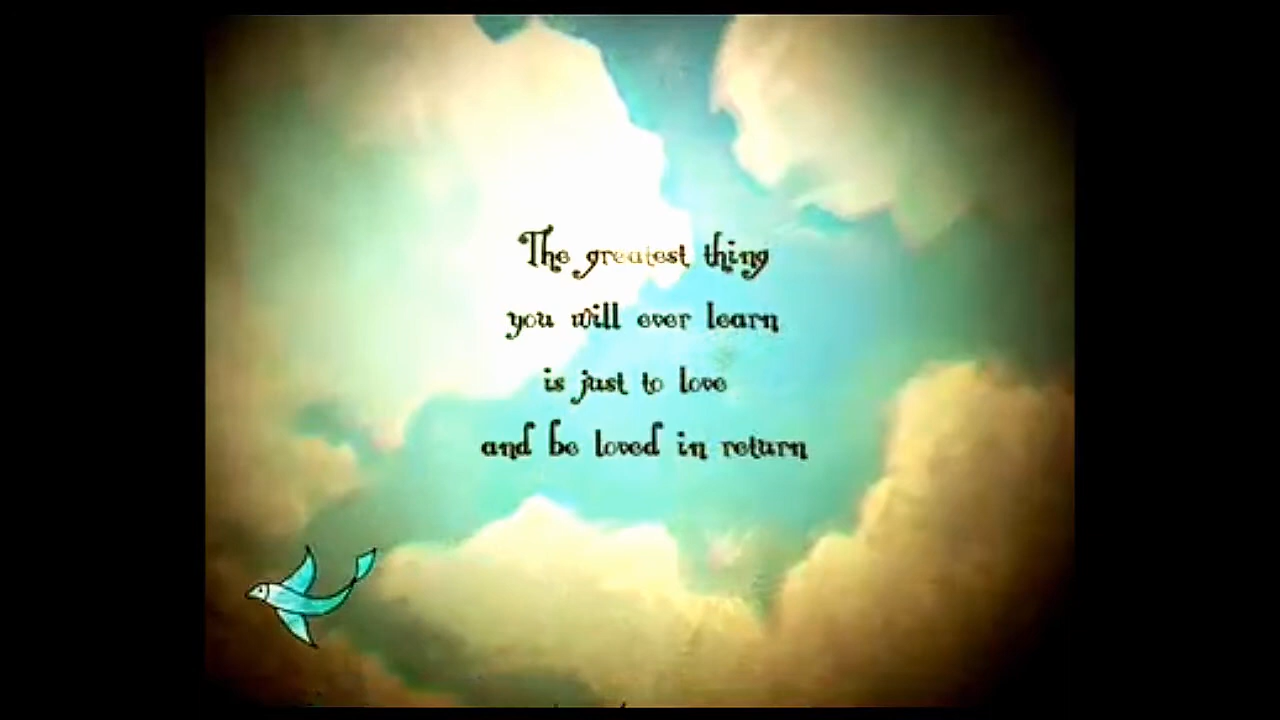 The greatest thing
you will ever learn
is just to love
and be loved in return